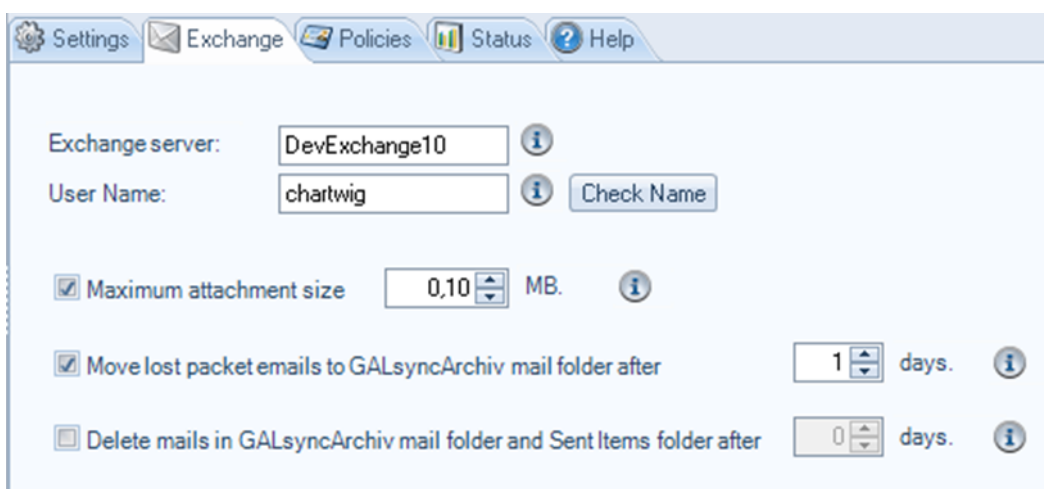 Settings Exchange Policies Status Help
Exchange server: DevExchange10
User Name: chartwig Check Name
Maximum attachment size 0,10 MB.
Move lost packet emails to GALsyncArchiv mail folder after 1 days.
Delete mails in GALsyncArchiv mail folder and Sent Items folder after 0 days.